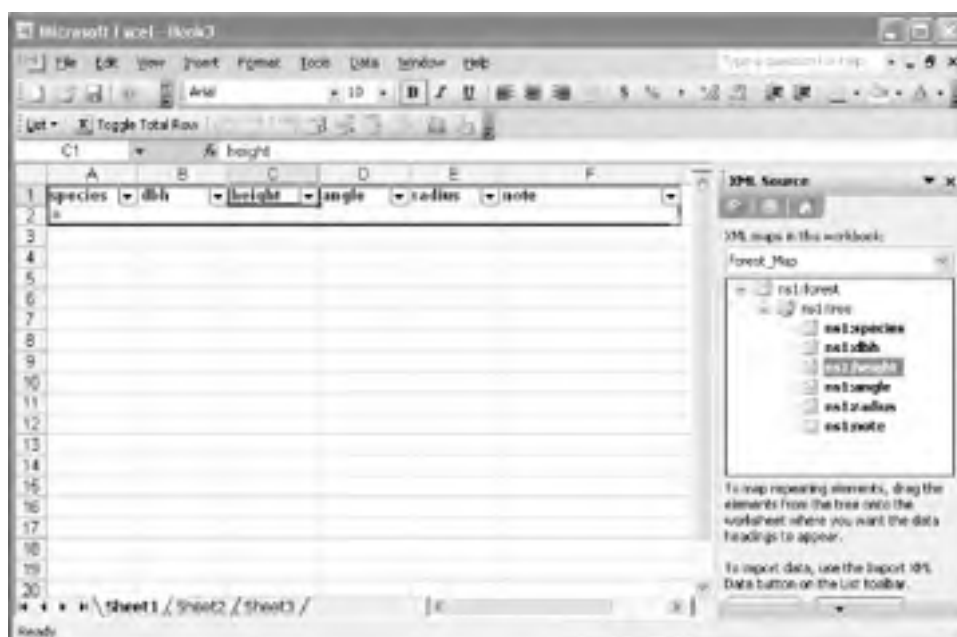 Microsoft Excel - Book3
File Edit View Insert Format Tools Data Window Help
Type a question for help
Arial 10 B I U $ %
List Toggle Total Row
C1 fx height
A B C D E F
1 species dbh height angle radius note
2 *
3
4
5
6
7
8
9
10
11
12
13
14
15
16
17
18
19
20
Sheet1 / Sheet2 / Sheet3 /
Ready
XML Source
XML maps in this workbook:
Forest_Map
ns1:forest
ns1:tree
ns1:species
ns1:dbh
ns1:height
ns1:angle
ns1:radius
ns1:note
To map repeating elements, drag the
elements from the tree onto the
worksheet where you want the data
headings to appear.
To import data, use the Import XML
Data button on the List toolbar.